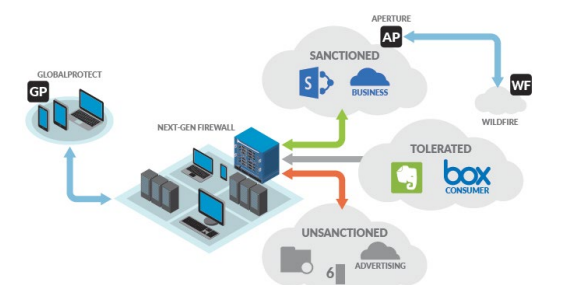 APERTURE
AP
SANCTIONED
GLOBALPROTECT
GP
S
BUSINESS
WF
WILDFIRE
NEXT-GEN FIREWALL
TOLERATED
box
CONSUMER
UNSANCTIONED
6
ADVERTISING